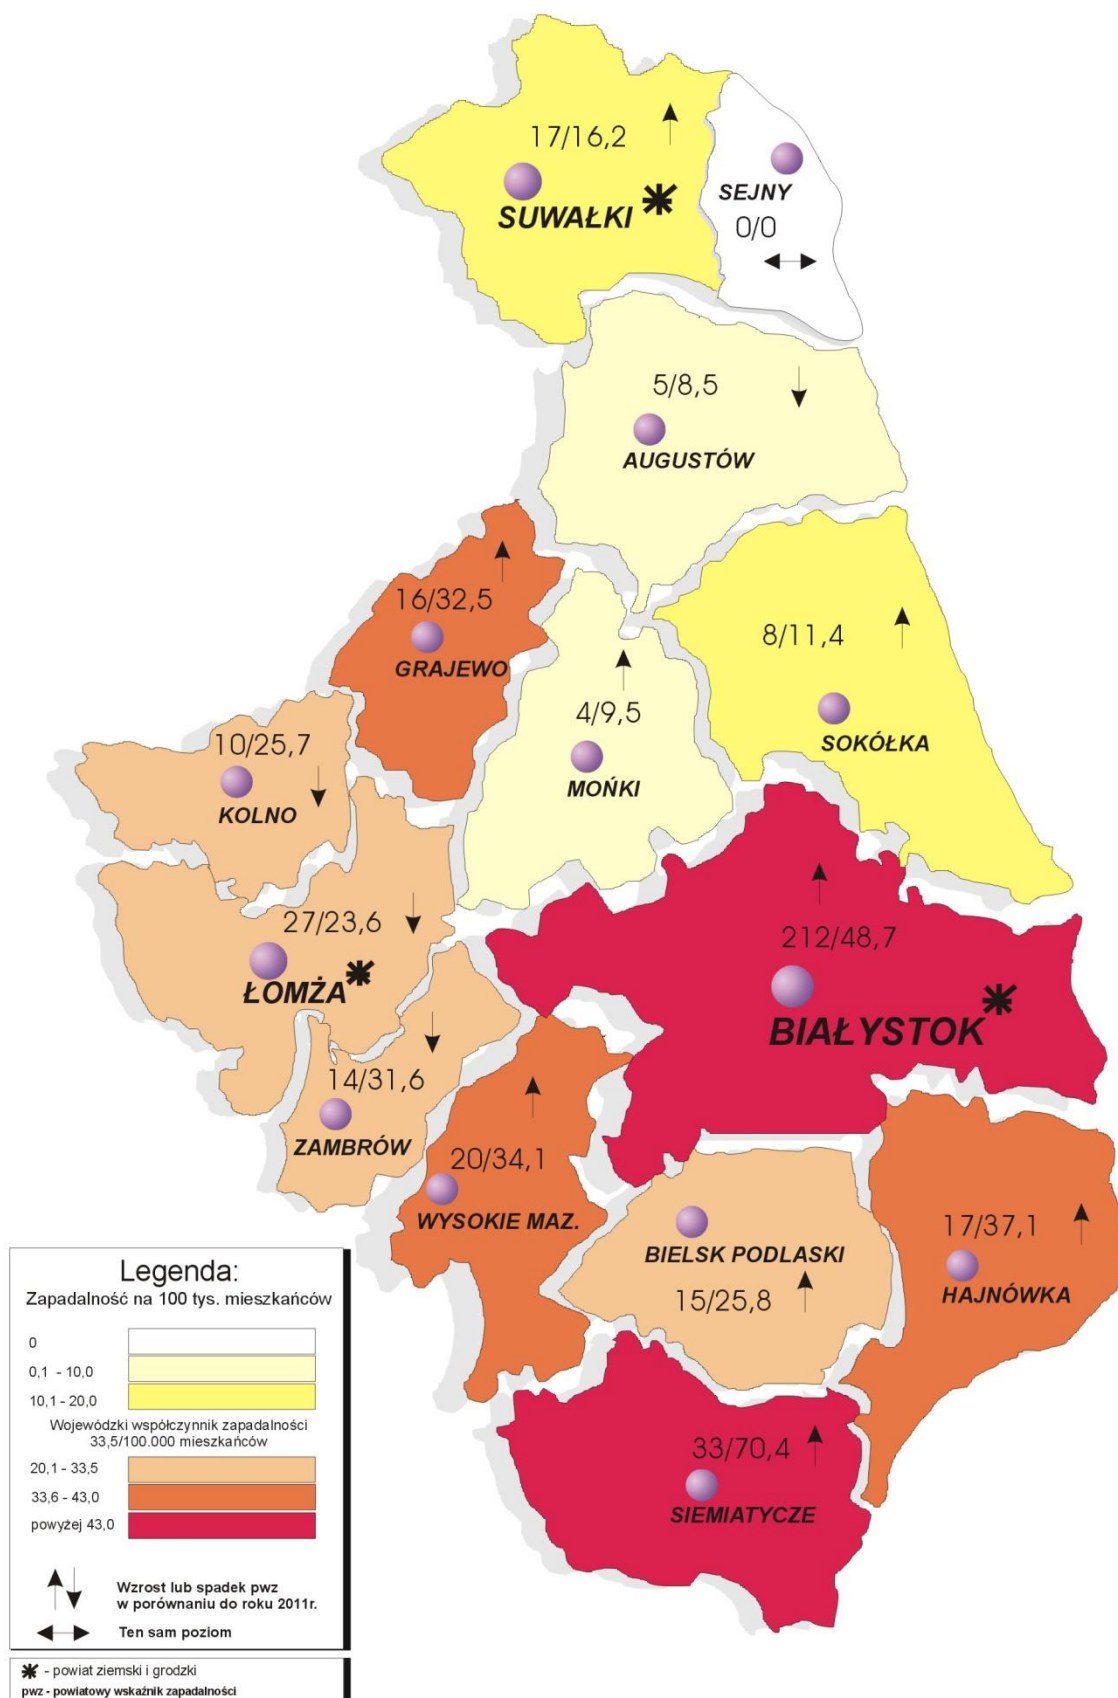 17/16,2
SUWAŁKI
SEJNY
0/0
5/8,5
AUGUSTÓW
16/32,5
GRAJEWO
8/11,4
SOKÓŁKA
4/9,5
MOŃKI
10/25,7
KOLNO
27/23,6
ŁOMŻA
212/48,7
BIAŁYSTOK
14/31,6
ZAMBRÓW
20/34,1
WYSOKIE MAZ.
BIELSK PODLASKI
15/25,8
17/37,1
HAJNÓWKA
33/70,4
SIEMIATYCZE
Legenda:
Zapadalność na 100 tys. mieszkańców
0
0,1 - 10,0
10,1 - 20,0
Wojewódzki współczynnik zapadalności
33,5/100.000 mieszkańców
20,1 - 33,5
33,6 - 43,0
powyżej 43,0
Wzrost lub spadek pwz
w porównaniu do roku 2011r.
Ten sam poziom
- powiat ziemski i grodzki
pwz - powiatowy wskaźnik zapadalności